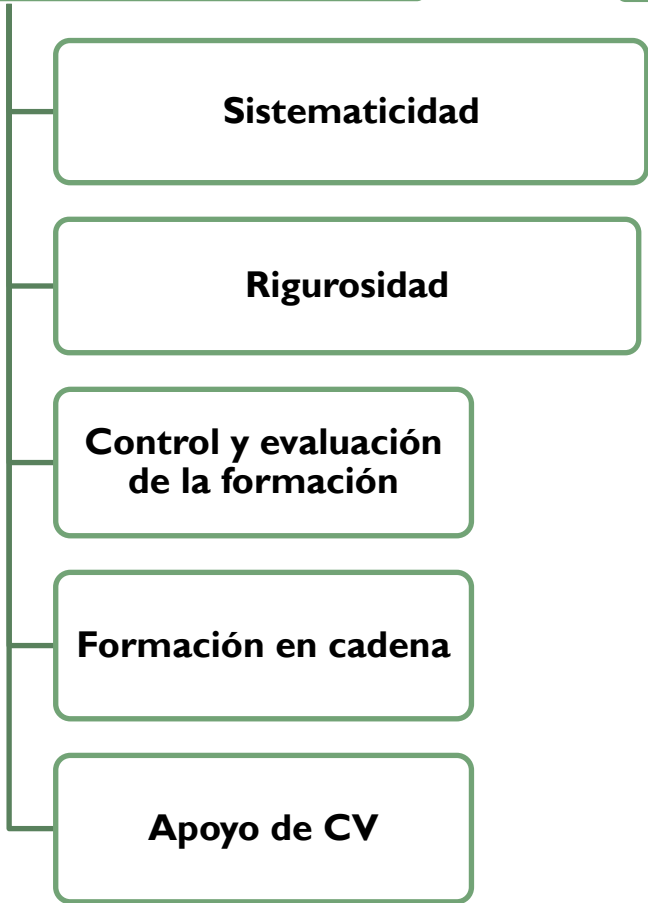 Sistematicidad
Rigurosidad
Control y evaluación
de la formación
Formación en cadena
Apoyo de CV